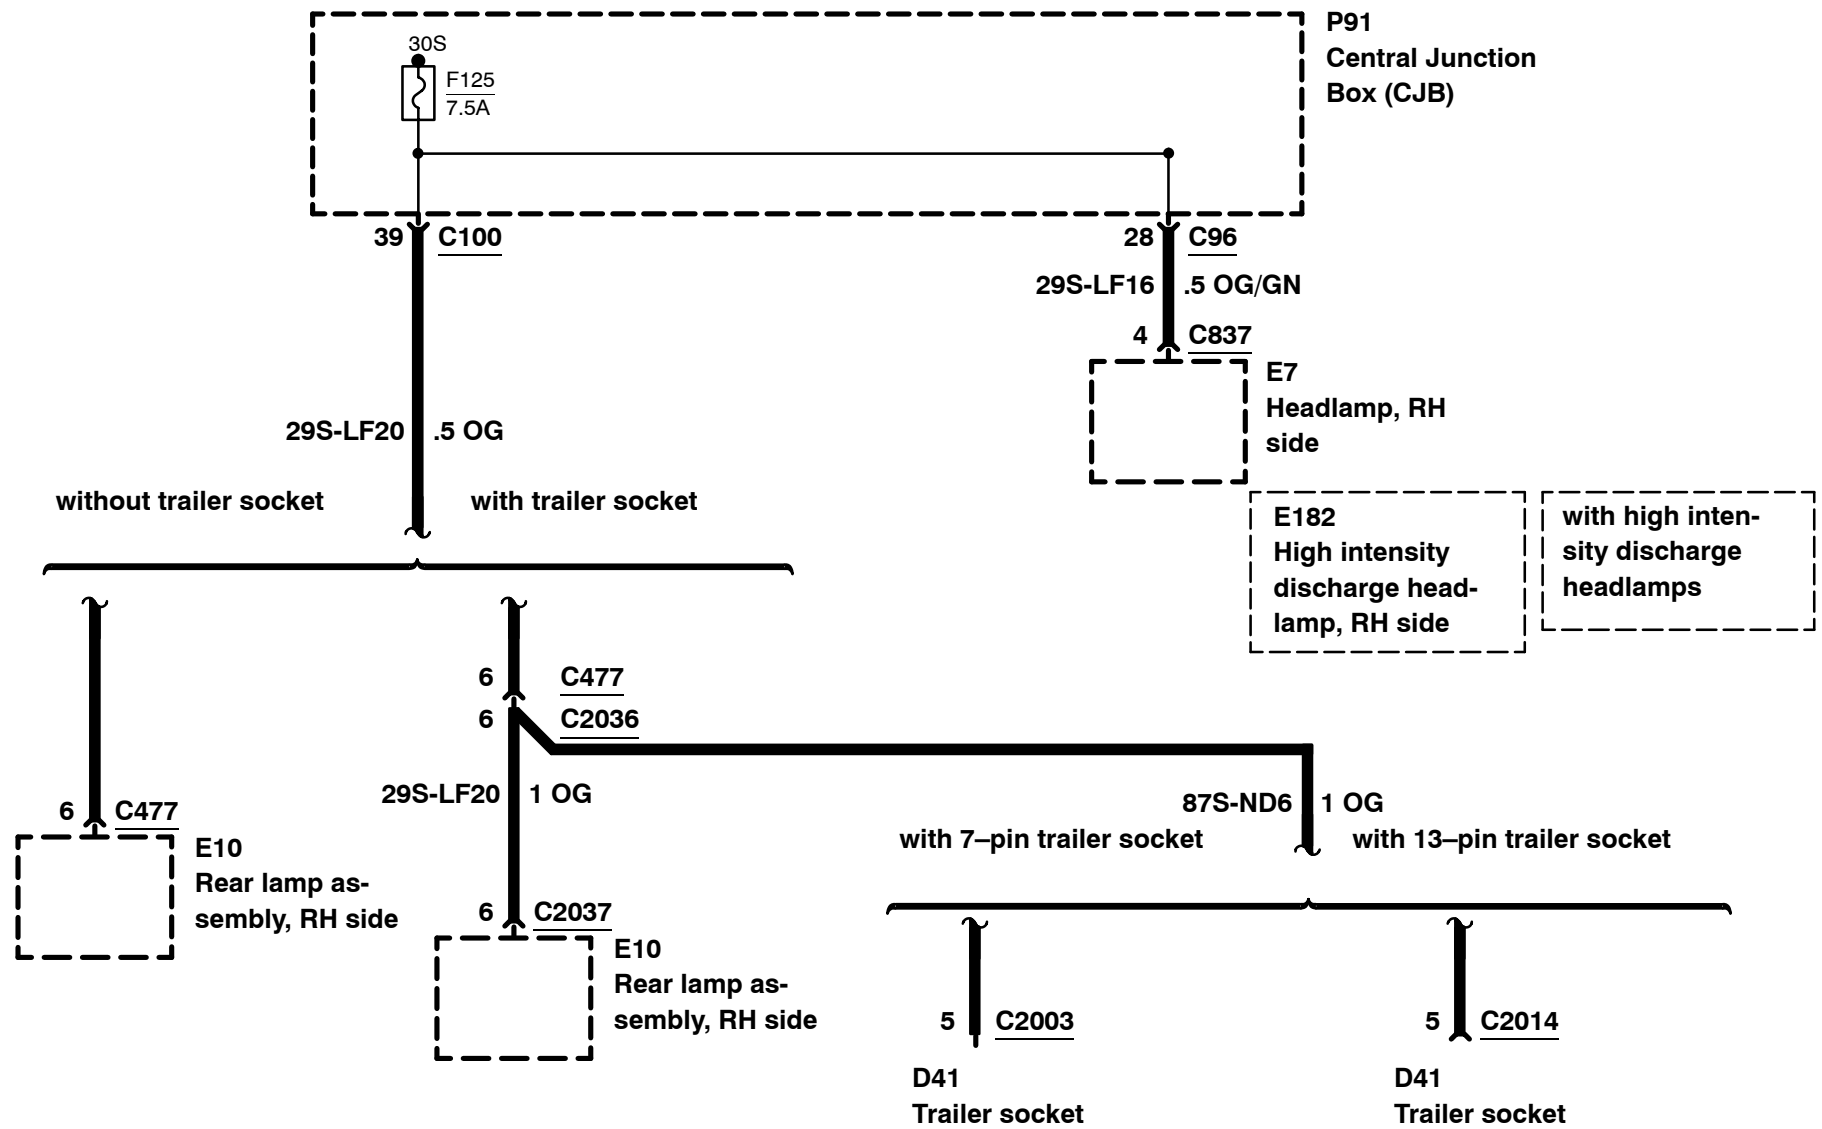 P91
Central Junction
Box (CJB)
30S
F125
7.5A
39 C100
28 C96
29S-LF16 .5 OG/GN
4 C837
E7
Headlamp, RH
side
29S-LF20 .5 OG
without trailer socket
with trailer socket
E182
High intensity
discharge head-
lamp, RH side
with high inten-
sity discharge
headlamps
6 C477
6 C2036
29S-LF20 1 OG
87S-ND6 1 OG
6 C477
E10
Rear lamp as-
sembly, RH side
with 7–pin trailer socket
with 13–pin trailer socket
6 C2037
E10
Rear lamp as-
sembly, RH side
5 C2003
5 C2014
D41
Trailer socket
D41
Trailer socket